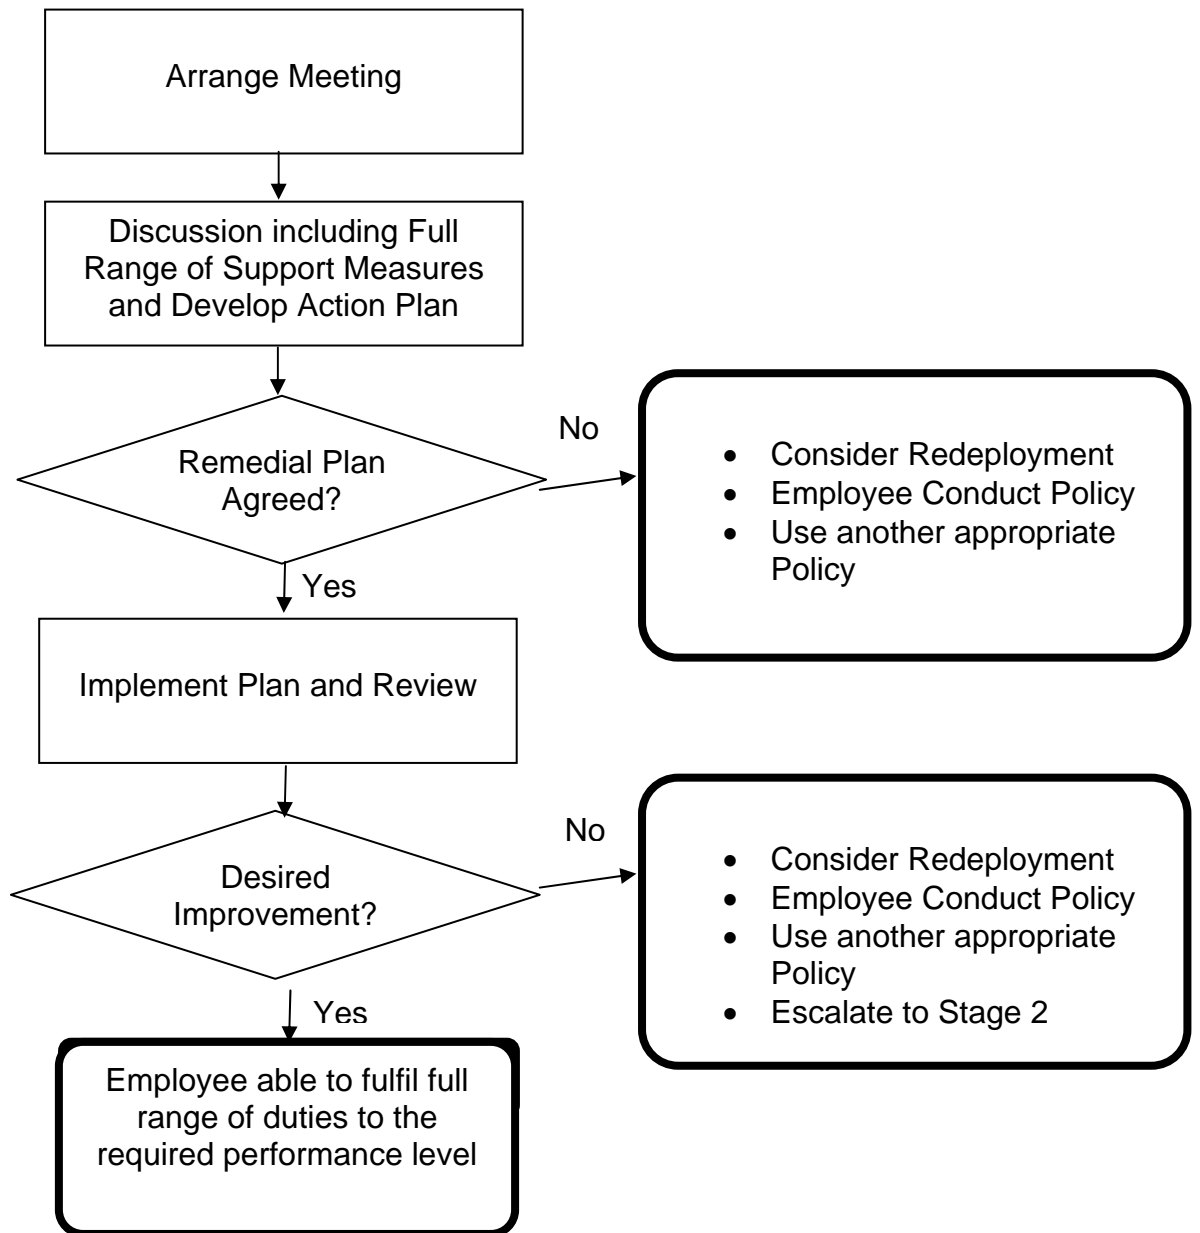 Arrange Meeting
Discussion including Full
Range of Support Measures
and Develop Action Plan
Remedial Plan
Agreed?
No
• Consider Redeployment
• Employee Conduct Policy
• Use another appropriate
Policy
Yes
Implement Plan and Review
Desired
Improvement?
No
• Consider Redeployment
• Employee Conduct Policy
• Use another appropriate
Policy
• Escalate to Stage 2
Yes
Employee able to fulfil full
range of duties to the
required performance level